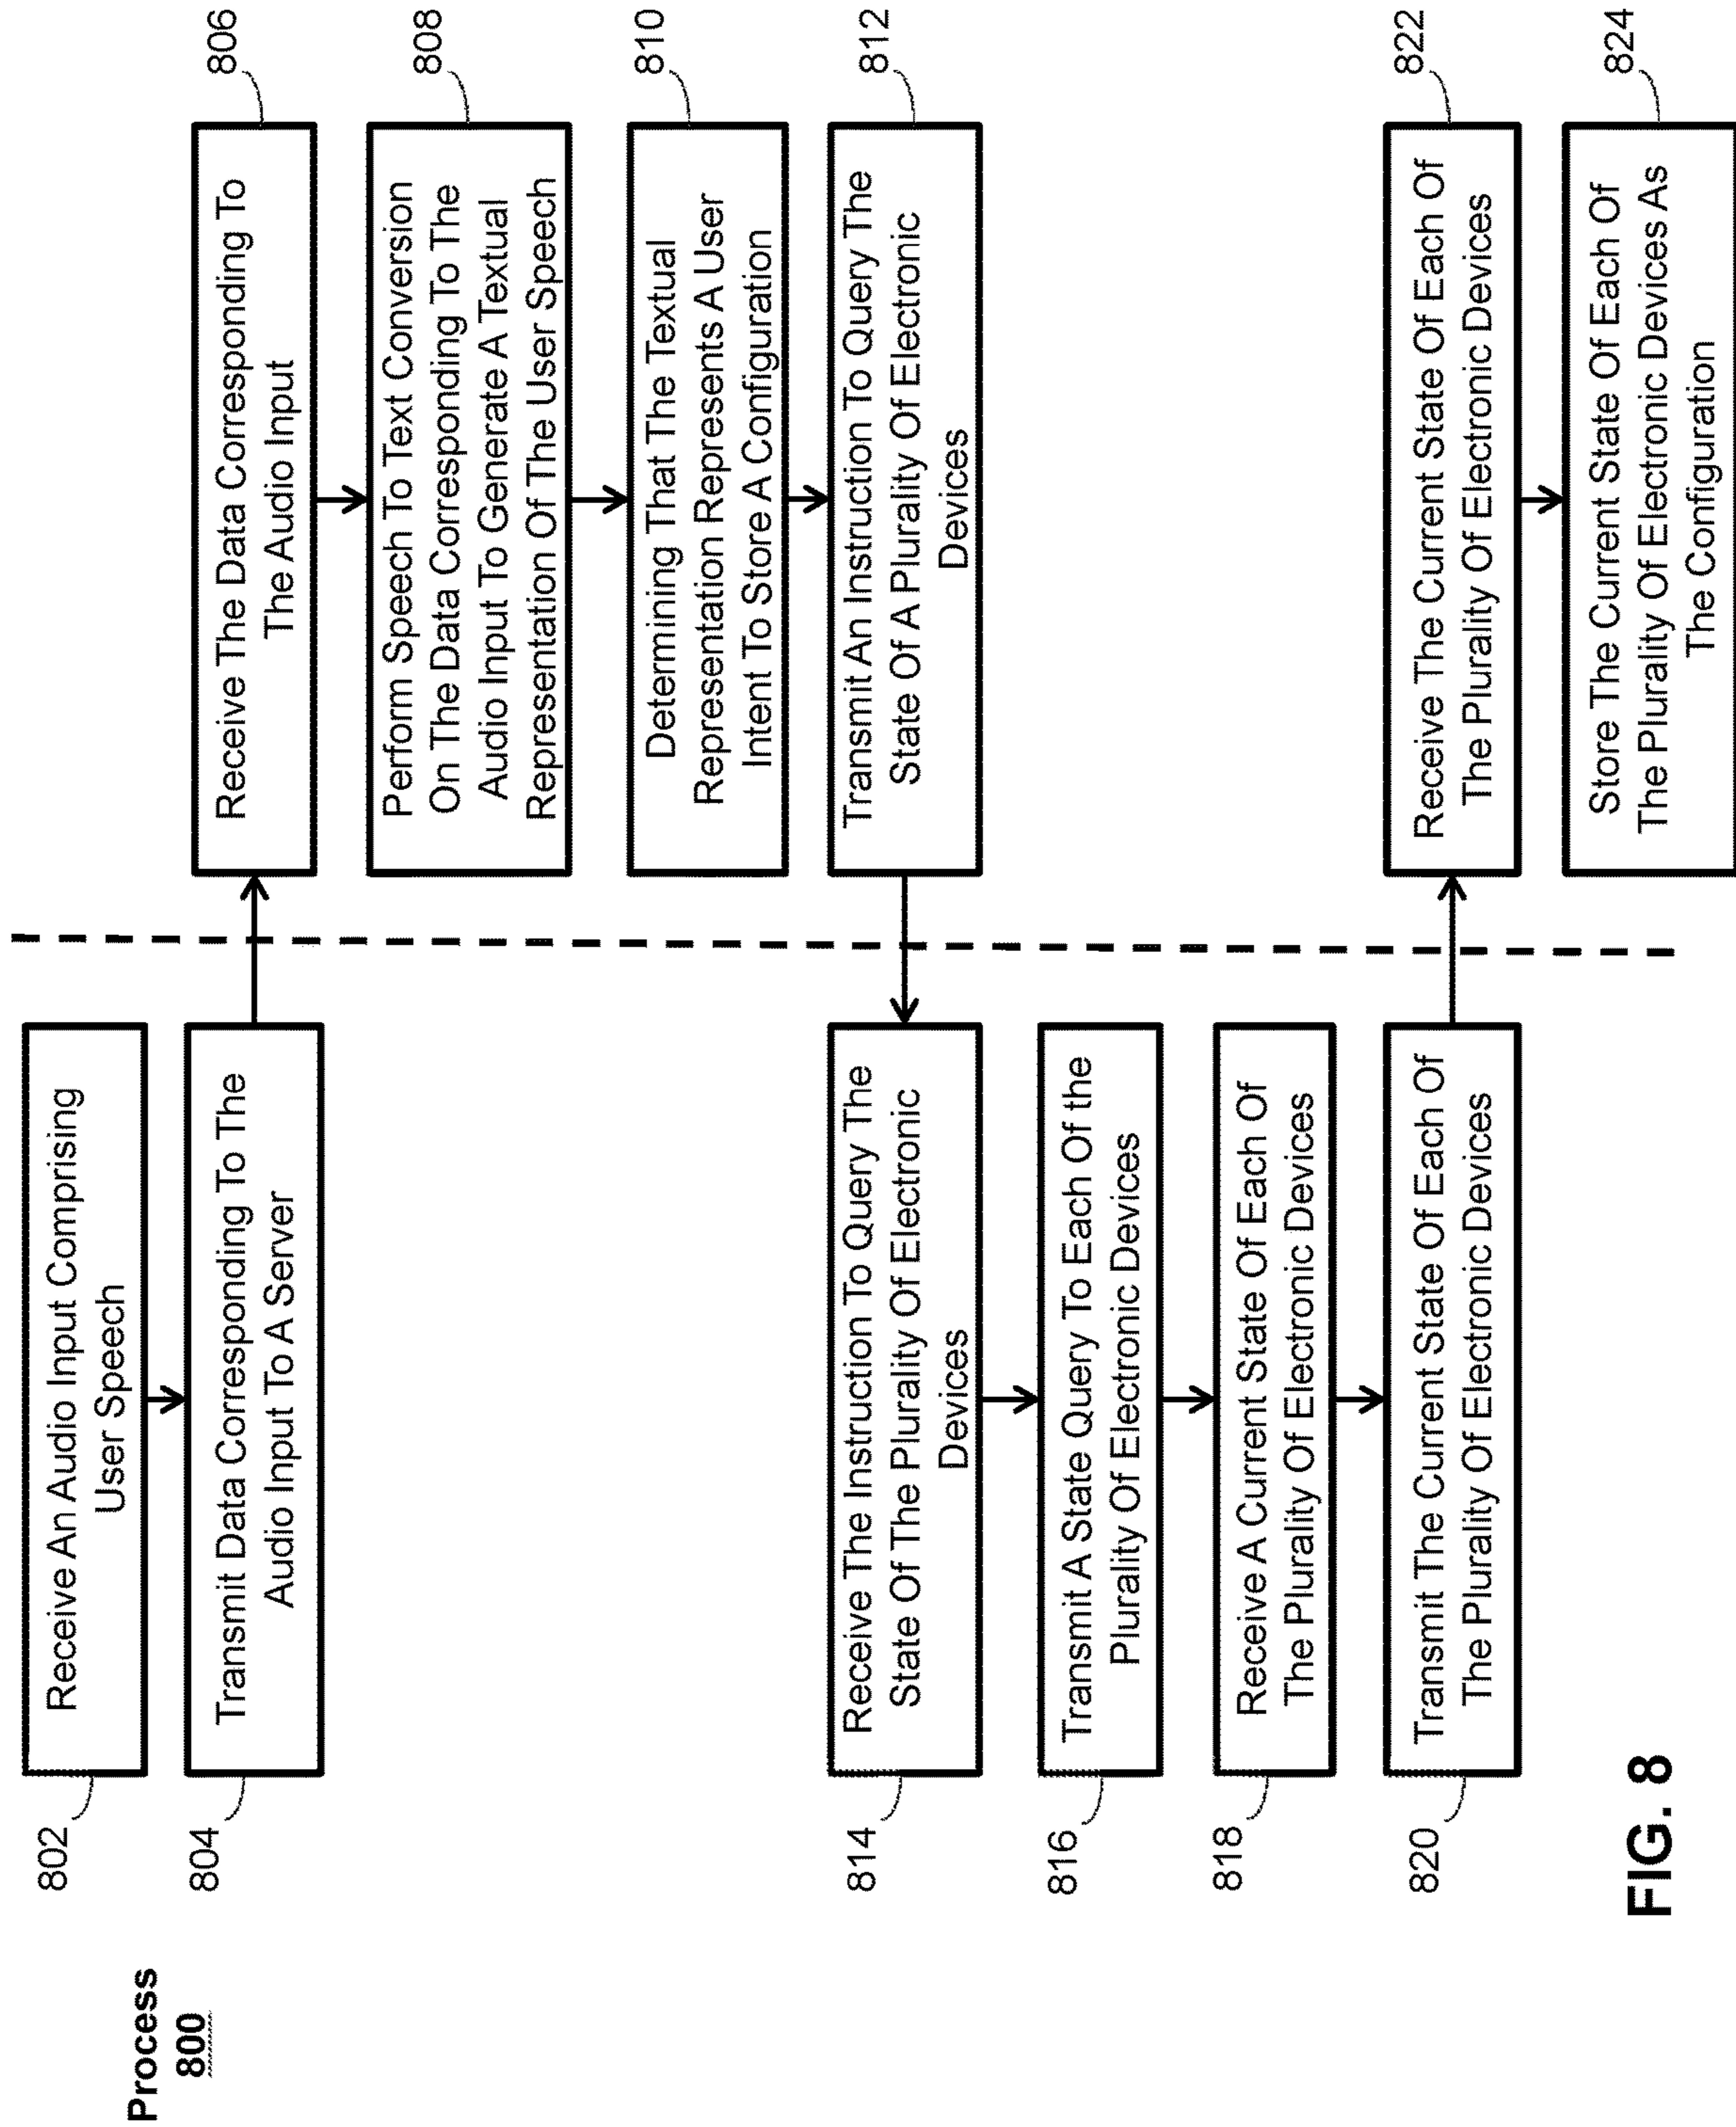 Process
800
802
Receive An Audio Input Comprising
User Speech
804
Transmit Data Corresponding To The
Audio Input To A Server
806
Receive The Data Corresponding To
The Audio Input
808
Perform Speech To Text Conversion
On The Data Corresponding To The
Audio Input To Generate A Textual
Representation Of The User Speech
810
Determining That The Textual
Representation Represents A User
Intent To Store A Configuration
812
Transmit An Instruction To Query The
State Of A Plurality Of Electronic
Devices
814
Receive The Instruction To Query The
State Of The Plurality Of Electronic
Devices
816
Transmit A State Query To Each Of the
Plurality Of Electronic Devices
818
Receive A Current State Of Each Of
The Plurality Of Electronic Devices
820
Transmit The Current State Of Each Of
The Plurality Of Electronic Devices
822
Receive The Current State Of Each Of
The Plurality Of Electronic Devices
824
Store The Current State Of Each Of
The Plurality Of Electronic Devices As
The Configuration
FIG. 8